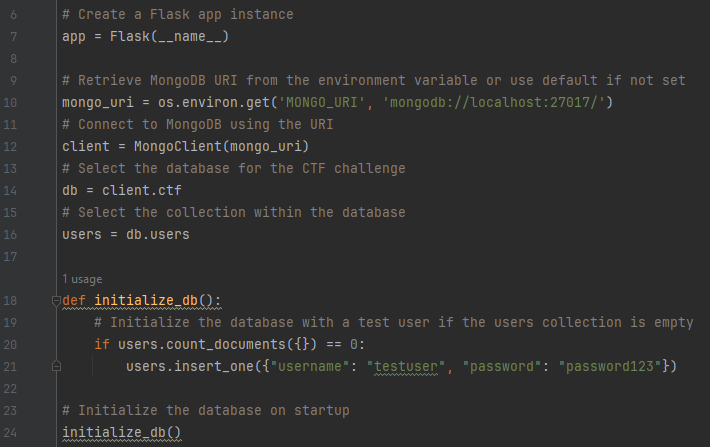 6 # Create a Flask app instance
7 app = Flask(__name__)
8
9 # Retrieve MongoDB URI from the environment variable or use default if not set
10 mongo_uri = os.environ.get('MONGO_URI', 'mongodb://localhost:27017/')
11 # Connect to MongoDB using the URI
12 client = MongoClient(mongo_uri)
13 # Select the database for the CTF challenge
14 db = client.ctf
15 # Select the collection within the database
16 users = db.users
17
1 usage
18 def initialize_db():
19     # Initialize the database with a test user if the users collection is empty
20     if users.count_documents({}) == 0:
21         users.insert_one({"username": "testuser", "password": "password123"})
22
23 # Initialize the database on startup
24 initialize_db()